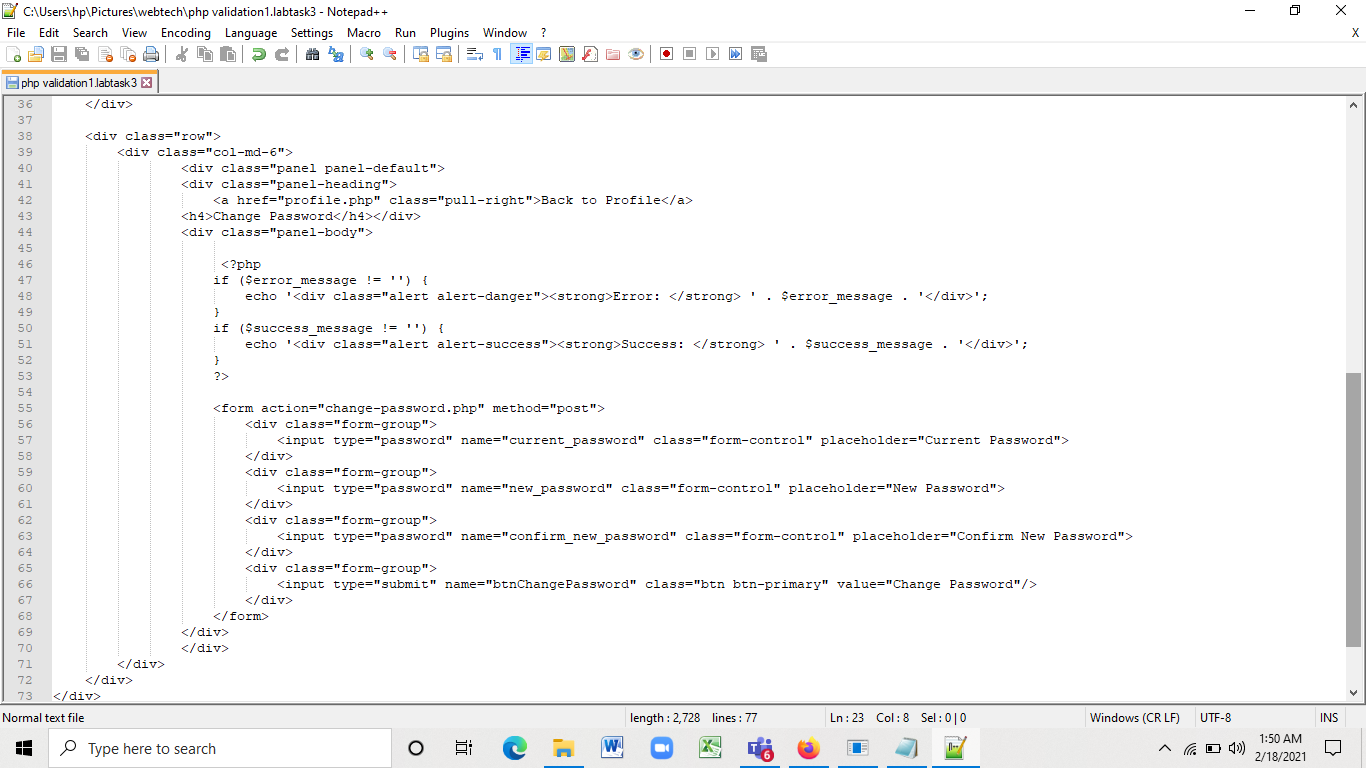 C:\Users\hp\Pictures\webtech\php validation1.labtask3 - Notepad++
File Edit Search View Encoding Language Settings Macro Run Plugins Window ? X
php validation1.labtask3
36 </div>
37
38 <div class="row">
39 <div class="col-md-6">
40 <div class="panel panel-default">
41 <div class="panel-heading">
42 <a href="profile.php" class="pull-right">Back to Profile</a>
43 <h4>Change Password</h4></div>
44 <div class="panel-body">
45
46 <?php
47 if ($error_message != '') {
48 echo '<div class="alert alert-danger"><strong>Error: </strong> ' . $error_message . '</div>';
49 }
50 if ($success_message != '') {
51 echo '<div class="alert alert-success"><strong>Success: </strong> ' . $success_message . '</div>';
52 }
53 ?>
54
55 <form action="change-password.php" method="post">
56 <div class="form-group">
57 <input type="password" name="current_password" class="form-control" placeholder="Current Password">
58 </div>
59 <div class="form-group">
60 <input type="password" name="new_password" class="form-control" placeholder="New Password">
61 </div>
62 <div class="form-group">
63 <input type="password" name="confirm_new_password" class="form-control" placeholder="Confirm New Password">
64 </div>
65 <div class="form-group">
66 <input type="submit" name="btnChangePassword" class="btn btn-primary" value="Change Password"/>
67 </div>
68 </form>
69 </div>
70 </div>
71 </div>
72 </div>
73 </div>
Normal text file length : 2,728 lines : 77 Ln : 23 Col : 8 Sel : 0 | 0 Windows (CR LF) UTF-8 INS
Type here to search
6
1:50 AM
2/18/2021